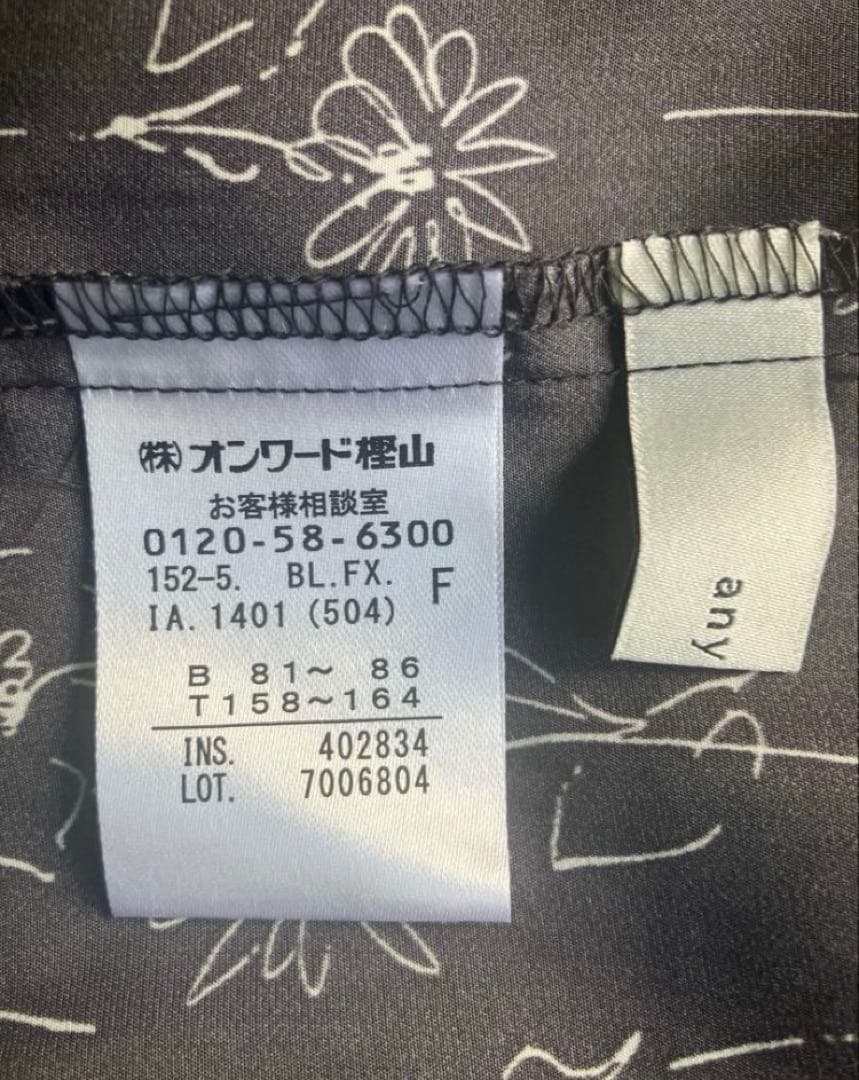 ㈱オンワード樫山
お客様相談室
0120-58-6300
152-5. BL.FX. F
IA.1401(504)
B 81～ 86
T158～164
INS. 402834
LOT. 7006804
any